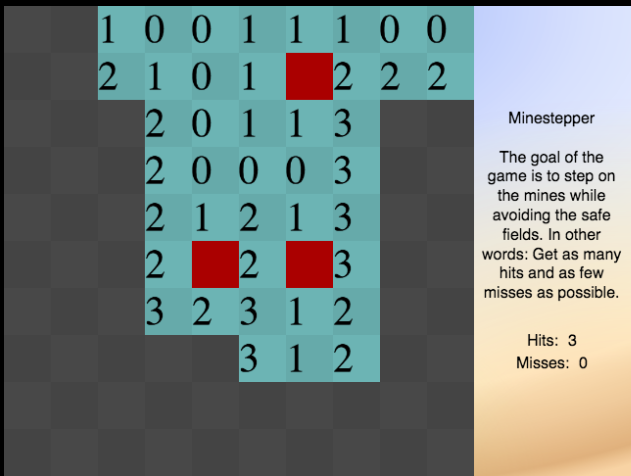 1 0 0 1 1 1 0 0
2 1 0 1 2 2 2
2 0 1 1 3
2 0 0 0 3
2 1 2 1 3
2 2 3
3 2 3 1 2
3 1 2
Minestepper
The goal of the
game is to step on
the mines while
avoiding the safe
fields. In other
words: Get as many
hits and as few
misses as possible.
Hits: 3
Misses: 0